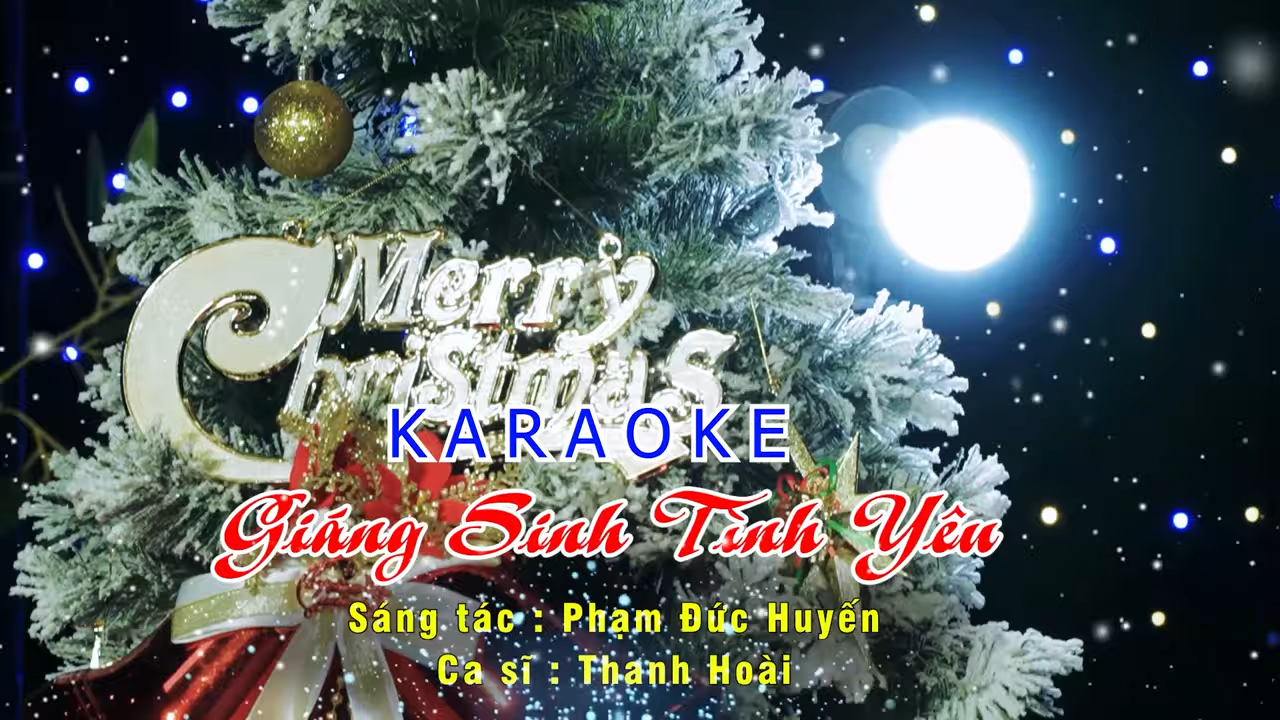 Merry
Christmas
KARAOKE
Giáng Sinh Tình Yêu
Sáng tác : Phạm Đức Huyến
Ca sĩ : Thanh Hoài